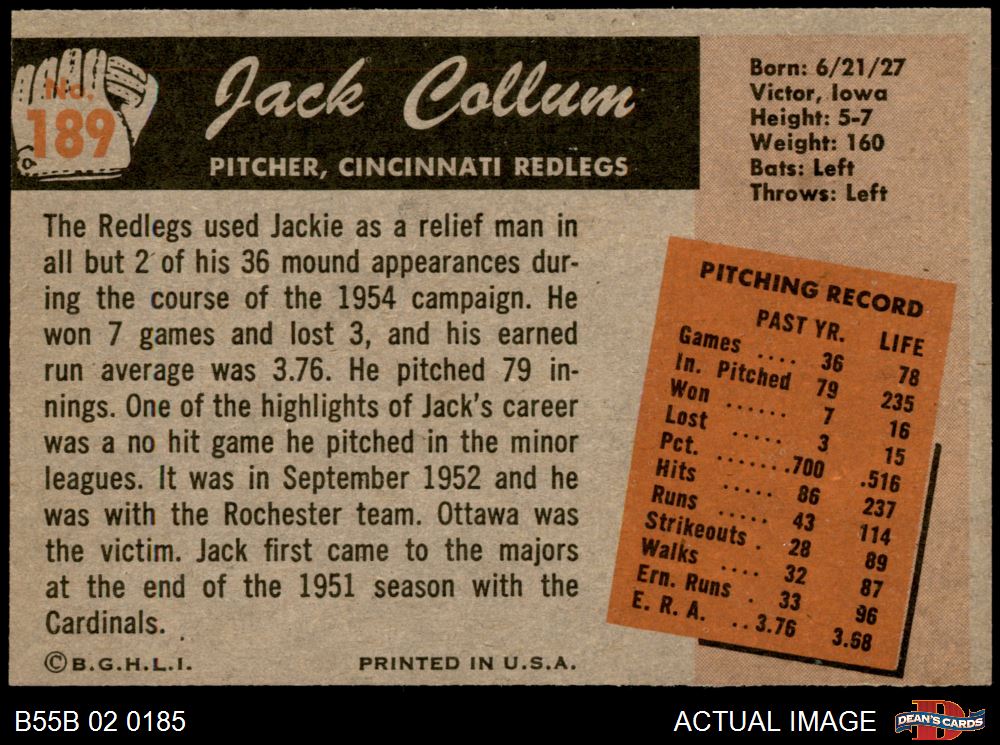 No.
189
Jack Collum
PITCHER, CINCINNATI REDLEGS
Born: 6/21/27
Victor, Iowa
Height: 5-7
Weight: 160
Bats: Left
Throws: Left
The Redlegs used Jackie as a relief man in
all but 2 of his 36 mound appearances dur-
ing the course of the 1954 campaign. He
won 7 games and lost 3, and his earned
run average was 3.76. He pitched 79 in-
nings. One of the highlights of Jack's career
was a no hit game he pitched in the minor
leagues. It was in September 1952 and he
was with the Rochester team. Ottawa was
the victim. Jack first came to the majors
at the end of the 1951 season with the
Cardinals.
©B.G.H.L.I. PRINTED IN U.S.A.
PITCHING RECORD
PAST YR. LIFE
Games .... 36 78
In. Pitched 79 235
Won ...... 7 16
Lost ..... 3 15
Pct. .......700 .516
Hits ..... 86 237
Runs ..... 43 114
Strikeouts . 28 89
Walks .... 32 87
Ern. Runs . 33 96
E. R. A. ..3.76 3.68
B55B 02 0185 ACTUAL IMAGE
D
DEAN'S CARDS